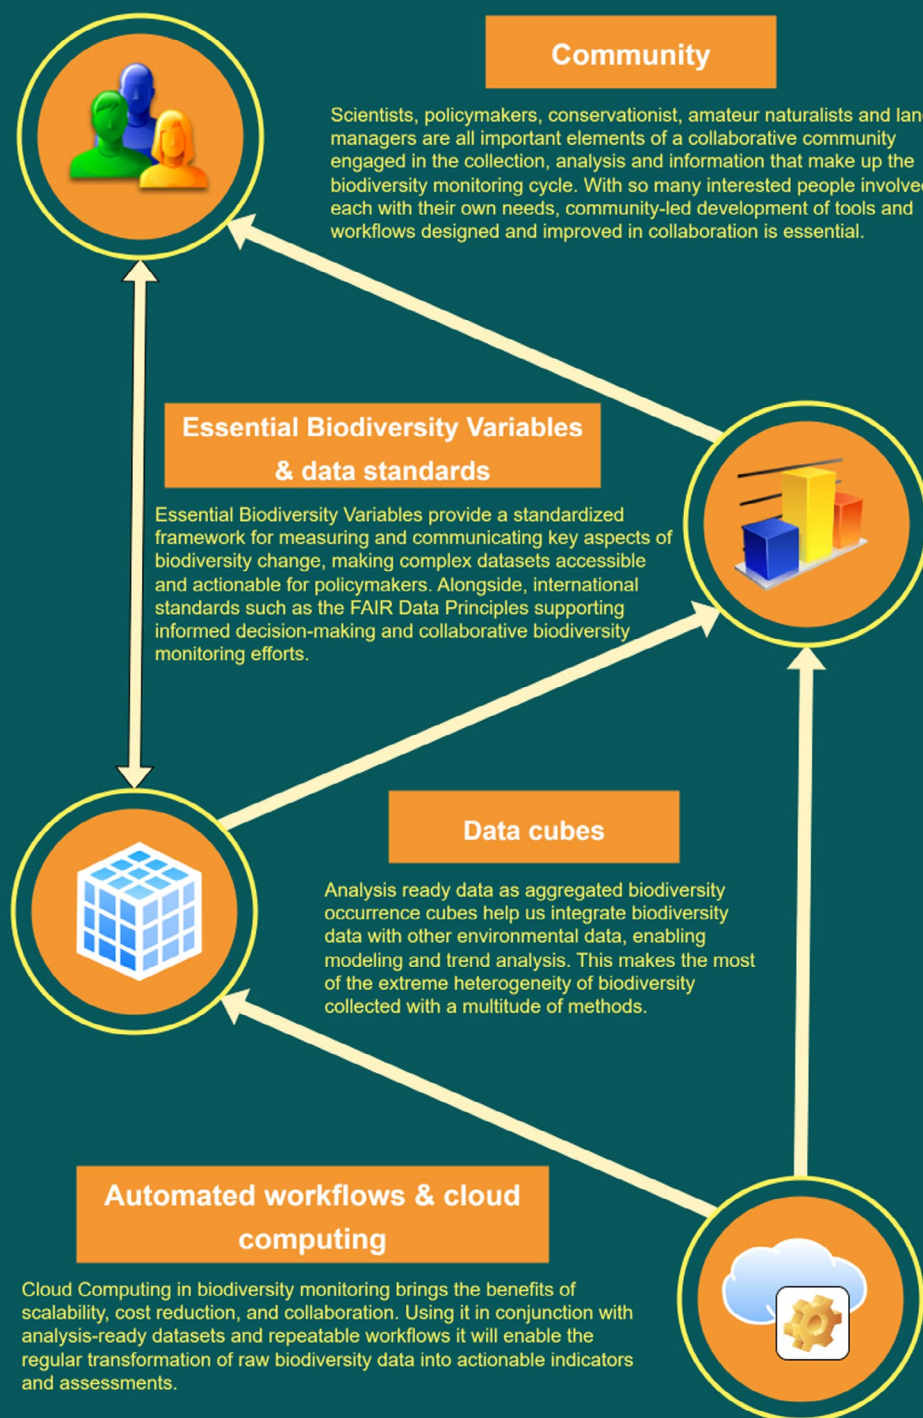 Community
Scientists, policymakers, conservationist, amateur naturalists and lan
managers are all important elements of a collaborative community
engaged in the collection, analysis and information that make up the
biodiversity monitoring cycle. With so many interested people involve
each with their own needs, community-led development of tools and
workflows designed and improved in collaboration is essential.
Essential Biodiversity Variables
& data standards
Essential Biodiversity Variables provide a standardized
framework for measuring and communicating key aspects of
biodiversity change, making complex datasets accessible
and actionable for policymakers. Alongside, international
standards such as the FAIR Data Principles supporting
informed decision-making and collaborative biodiversity
monitoring efforts.
Data cubes
Analysis ready data as aggregated biodiversity
occurrence cubes help us integrate biodiversity
data with other environmental data, enabling
modeling and trend analysis. This makes the most
of the extreme heterogeneity of biodiversity
collected with a multitude of methods.
Automated workflows & cloud
computing
Cloud Computing in biodiversity monitoring brings the benefits of
scalability, cost reduction, and collaboration. Using it in conjunction with
analysis-ready datasets and repeatable workflows it will enable the
regular transformation of raw biodiversity data into actionable indicators
and assessments.